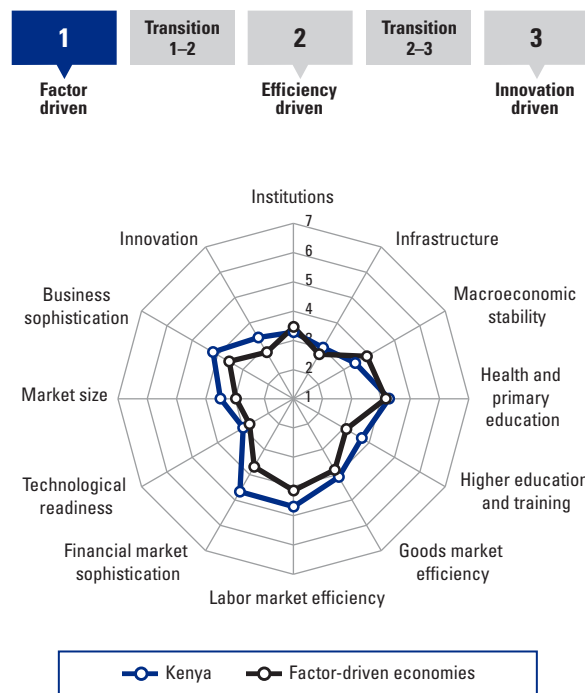 1
Transition
1–2
2
Transition
2–3
3
Factor
driven
Efficiency
driven
Innovation
driven
Institutions
7
6
5
4
3
2
1
Infrastructure
Macroeconomic
stability
Health and
primary
education
Higher education
and training
Goods market
efficiency
Labor market efficiency
Financial market
sophistication
Technological
readiness
Market size
Business
sophistication
Innovation
Kenya
Factor-driven economies